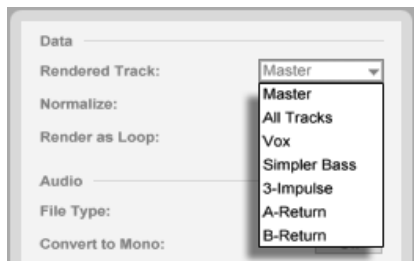 Data
Rendered Track:
Master
Normalize:
Master
All Tracks
Render as Loop:
Vox
Simpler Bass
Audio
3-Impulse
File Type:
A-Return
Convert to Mono:
B-Return